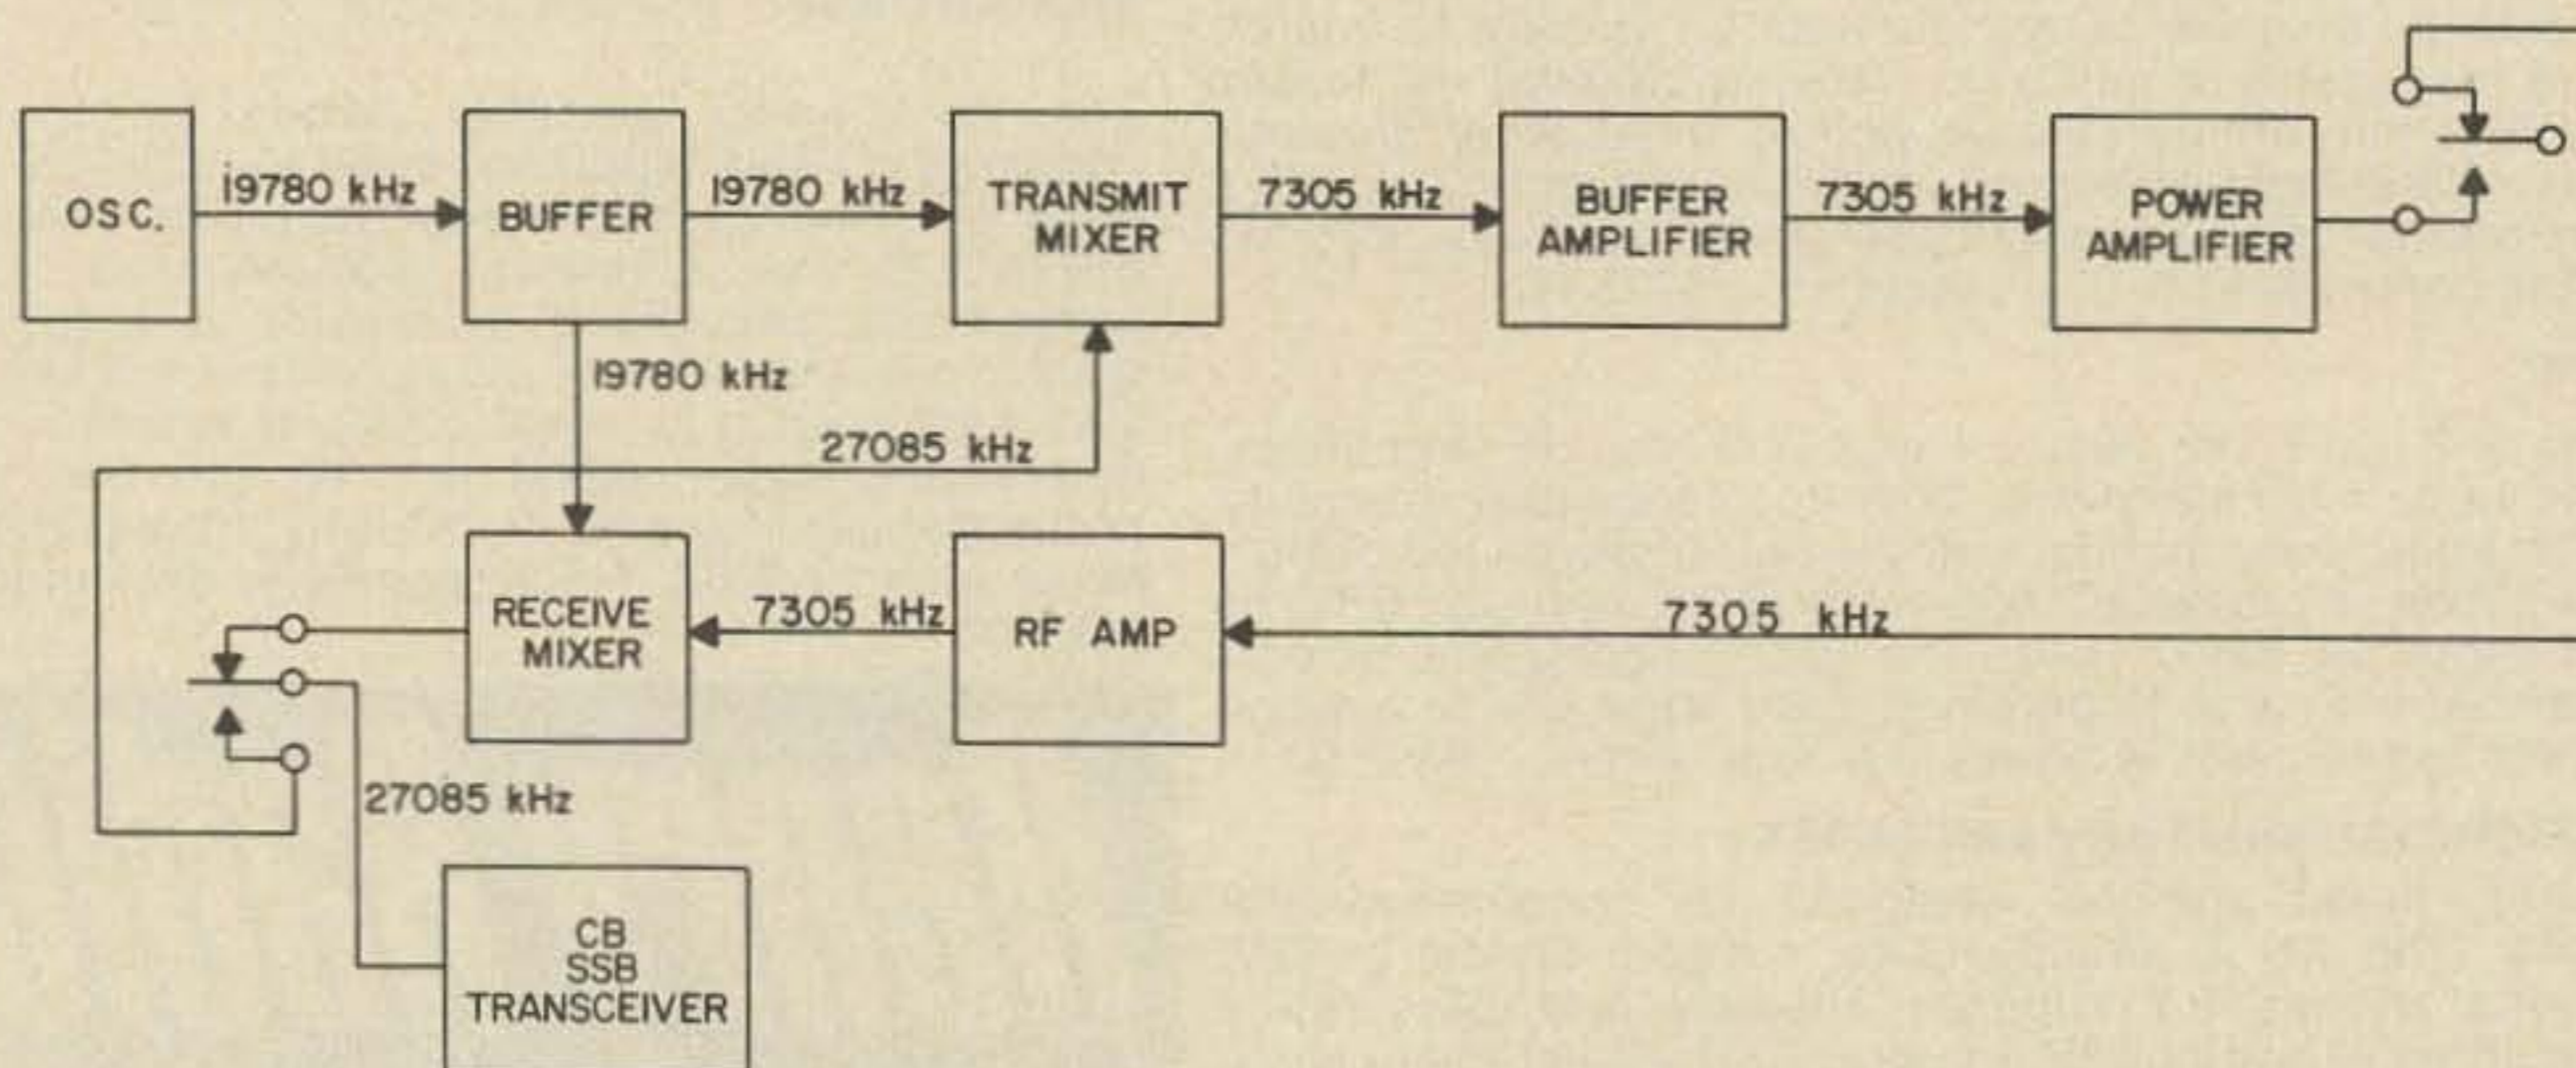 OSC.
19780 kHz
BUFFER
19780 kHz
TRANSMIT
MIXER
7305 kHz
BUFFER
AMPLIFIER
7305 kHz
POWER
AMPLIFIER
19780 kHz
27085 kHz
RECEIVE
MIXER
7305 kHz
RF AMP
7305 kHz
27085 kHz
CB
SSB
TRANSCEIVER